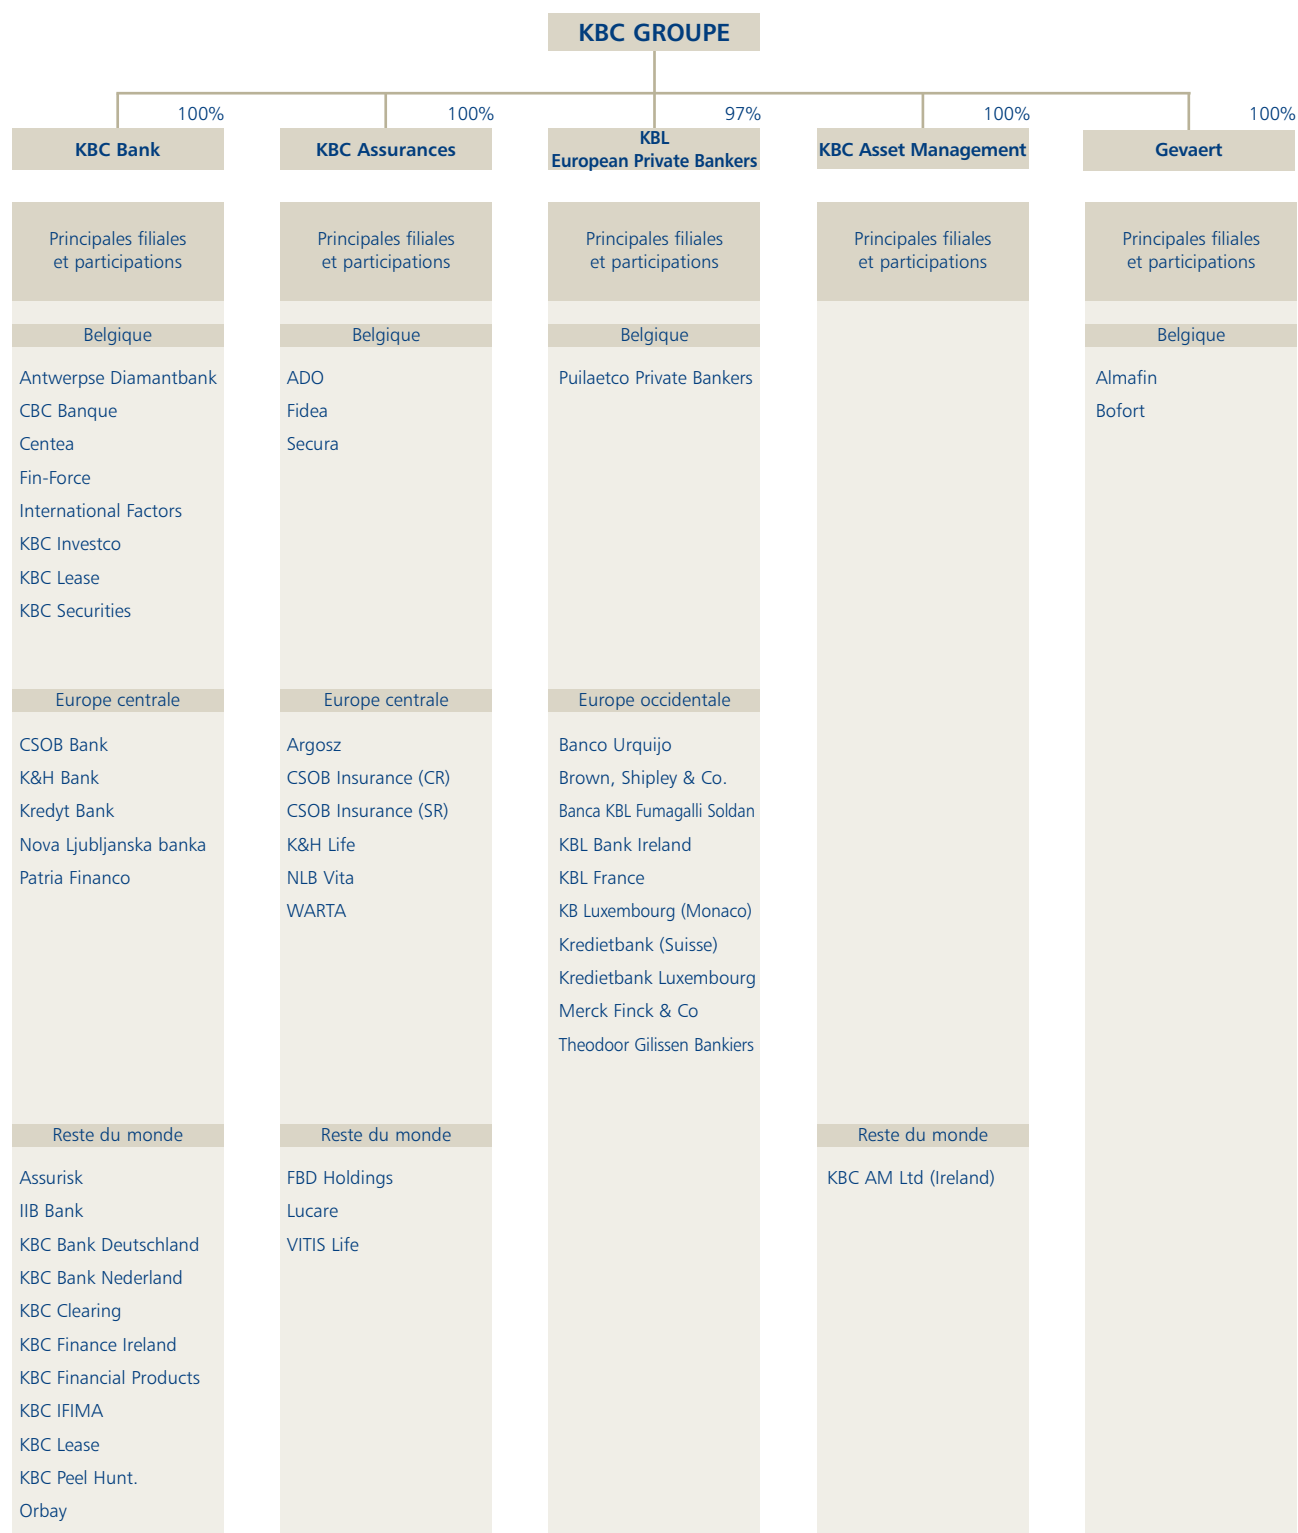 KBC GROUPE
100%
KBC Bank
Principales filiales
et participations
Belgique
Antwerpse Diamantbank
CBC Banque
Centea
Fin-Force
International Factors
KBC Investco
KBC Lease
KBC Securities
Europe centrale
CSOB Bank
K&H Bank
Kredyt Bank
Nova Ljubljanska banka
Patria Financo
Reste du monde
Assurisk
IIB Bank
KBC Bank Deutschland
KBC Bank Nederland
KBC Clearing
KBC Finance Ireland
KBC Financial Products
KBC IFIMA
KBC Lease
KBC Peel Hunt.
Orbay
100%
KBC Assurances
Principales filiales
et participations
Belgique
ADO
Fidea
Secura
Europe centrale
Argosz
CSOB Insurance (CR)
CSOB Insurance (SR)
K&H Life
NLB Vita
WARTA
Reste du monde
FBD Holdings
Lucare
VITIS Life
97%
KBL
European Private Bankers
Principales filiales
et participations
Belgique
Puilaetco Private Bankers
Europe occidentale
Banco Urquijo
Brown, Shipley & Co.
Banca KBL Fumagalli Soldan
KBL Bank Ireland
KBL France
KB Luxembourg (Monaco)
Kredietbank (Suisse)
Kredietbank Luxembourg
Merck Finck & Co
Theodoor Gilissen Bankiers
100%
KBC Asset Management
Principales filiales
et participations
Reste du monde
KBC AM Ltd (Ireland)
100%
Gevaert
Principales filiales
et participations
Belgique
Almafin
Bofort